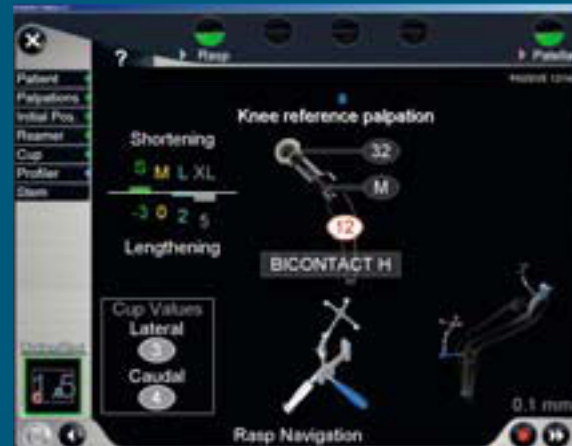 ?
Rasp
Patella
Patient
Palpations
Initial Pos.
Reamer
Cup
Profiler
Stem
Knee reference palpation
Shortening
S M L XL
-3 0 2 5
Lengthening
32
M
12
BICONTACT H
Cup Values
Lateral
3
Caudal
4
0.1 mm
Rasp Navigation